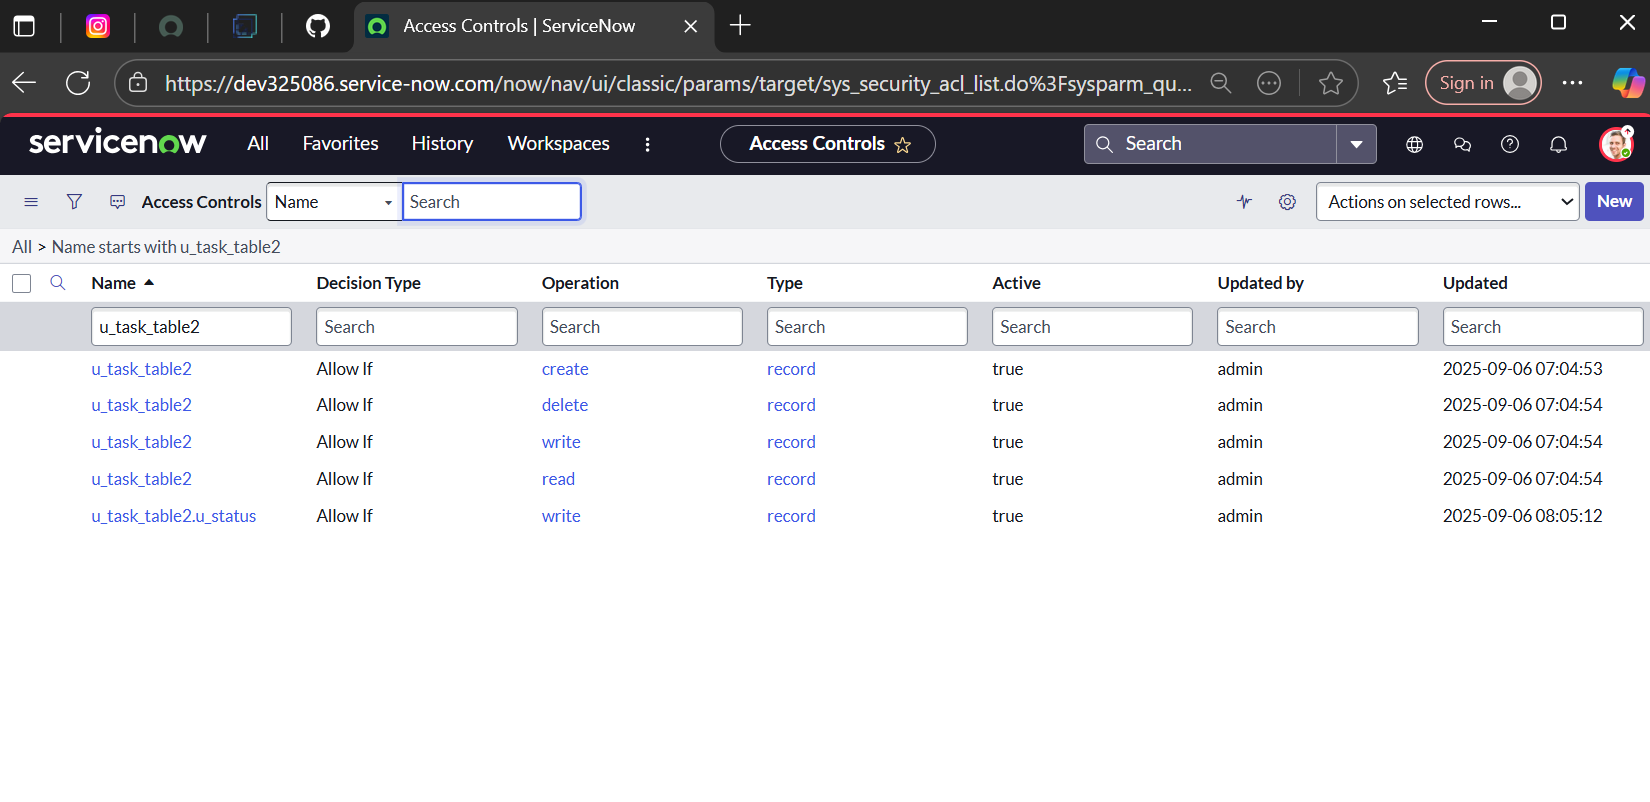 Access Controls | ServiceNow
https://dev325086.service-now.com/now/nav/ui/classic/params/target/sys_security_acl_list.do%3Fsysparm_qu... Sign in
servicenow All Favorites History Workspaces Access Controls Search
Access Controls Name Search Actions on selected rows... New
All > Name starts with u_task_table2
Name Decision Type Operation Type Active Updated by Updated
u_task_table2 Search Search Search Search Search Search
u_task_table2 Allow If create record true admin 2025-09-06 07:04:53
u_task_table2 Allow If delete record true admin 2025-09-06 07:04:54
u_task_table2 Allow If write record true admin 2025-09-06 07:04:54
u_task_table2 Allow If read record true admin 2025-09-06 07:04:54
u_task_table2.u_status Allow If write record true admin 2025-09-06 08:05:12